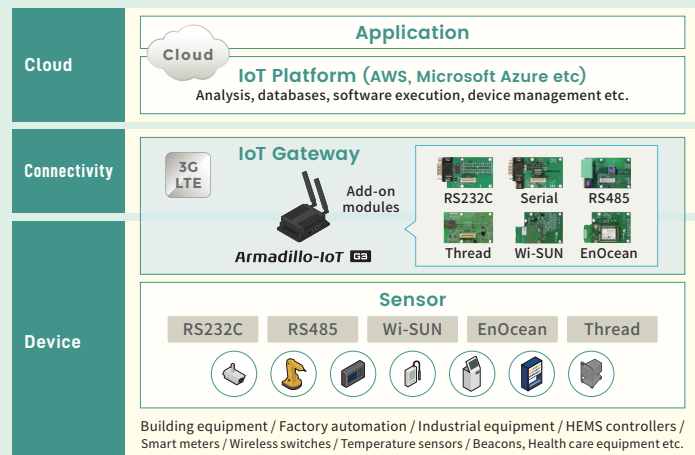 Cloud
Cloud
Application
IoT Platform (AWS, Microsoft Azure etc)
Analysis, databases, software execution, device management etc.
Connectivity
3G
LTE
IoT Gateway
Add-on
modules
Armadillo-IoT G3
RS232C Serial RS485
Thread Wi-SUN EnOcean
Device
Sensor
RS232C RS485 Wi-SUN EnOcean Thread
Building equipment / Factory automation / Industrial equipment / HEMS controllers /
Smart meters / Wireless switches / Temperature sensors / Beacons, Health care equipment etc.